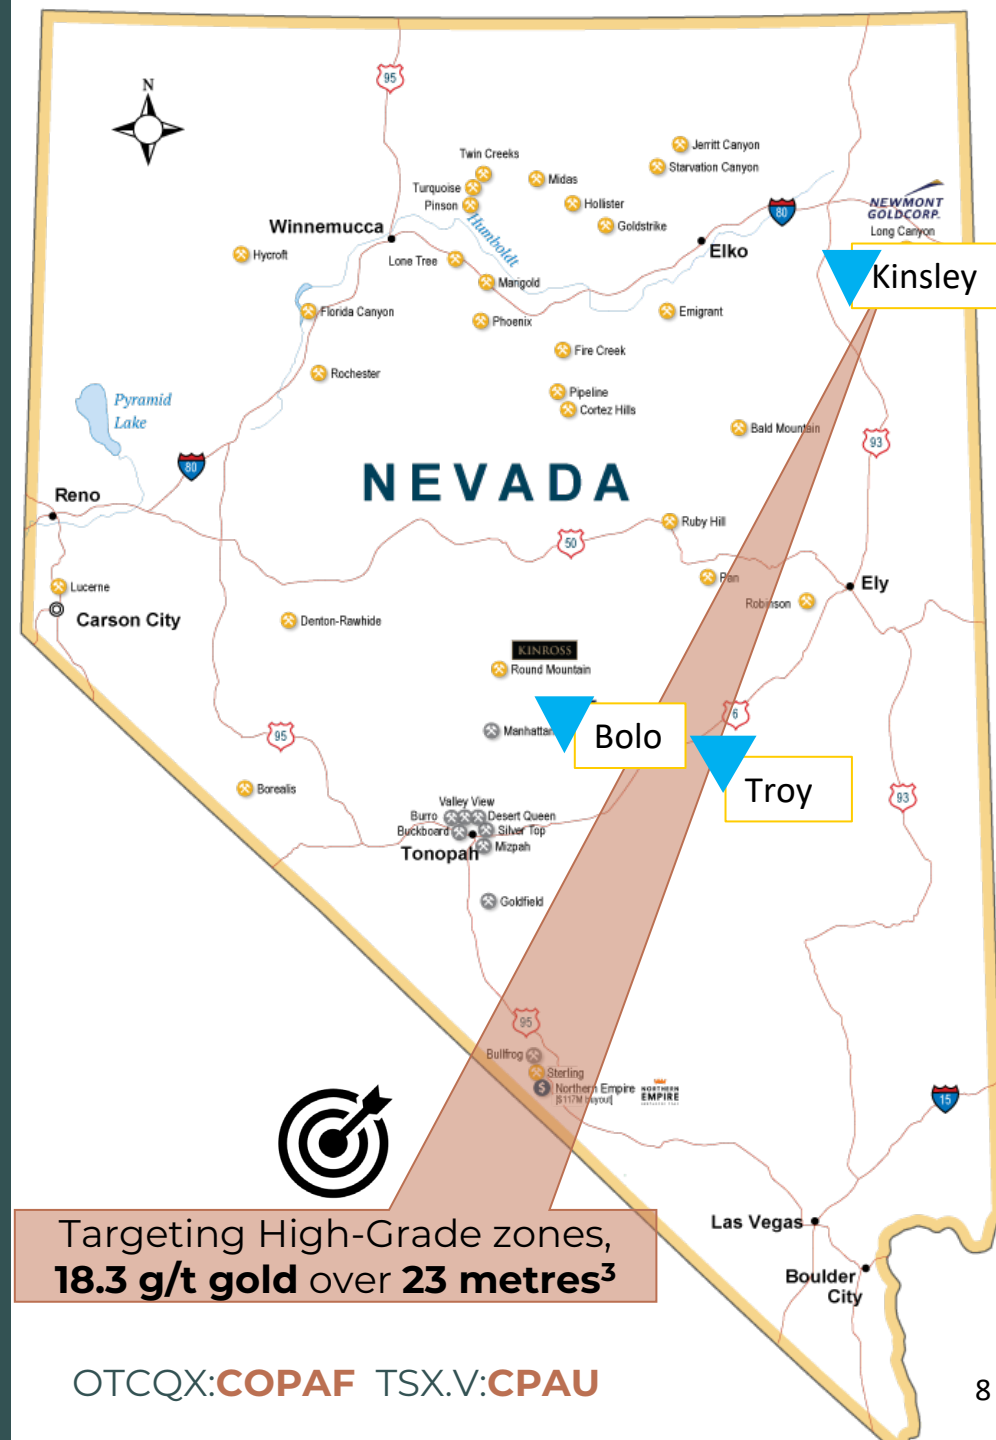 N
95
Twin Creeks
Jerritt Canyon
Starvation Canyon
Turquoise
Midas
Pinson
Hollister
Goldstrike
80
NEWMONT
GOLDCORP.
Long Canyon
Winnemucca
Humboldt
Elko
Hycroft
Lone Tree
Kinsley
Marigold
Florida Canyon
Emigrant
Phoenix
Fire Creek
Rochester
Pipeline
Cortez Hills
Pyramid
Lake
Bald Mountain
93
80
NEVADA
Reno
Ruby Hill
50
Pan
Ely
Lucerne
Robinson
Carson City
Denton-Rawhide
KINROSS
Round Mountain
6
95
Manhattan
Bolo
Troy
Borealis
93
Valley View
Burro
Desert Queen
Buckboard
Silver Top
Mizpah
Tonopah
Goldfield
95
Bullfrog
Sterling
$
Northern Empire
[$117M buyout]
NORTHERN
EMPIRE
15
Targeting High-Grade zones,
18.3 g/t gold over 23 metres³
Las Vegas
Boulder
City
OTCQX:COPAF TSX.V:CPAU
8